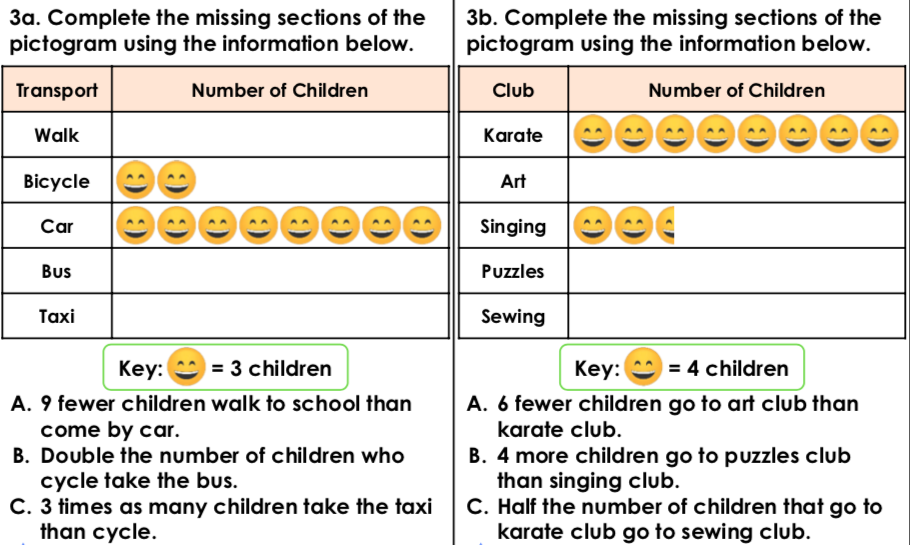 3a. Complete the missing sections of the
pictogram using the information below.
Transport Number of Children
Walk
Bicycle
Car
Bus
Taxi
Key: = 3 children
A. 9 fewer children walk to school than
come by car.
B. Double the number of children who
cycle take the bus.
C. 3 times as many children take the taxi
than cycle.
3b. Complete the missing sections of the
pictogram using the information below.
Club Number of Children
Karate
Art
Singing
Puzzles
Sewing
Key: = 4 children
A. 6 fewer children go to art club than
karate club.
B. 4 more children go to puzzles club
than singing club.
C. Half the number of children that go to
karate club go to sewing club.